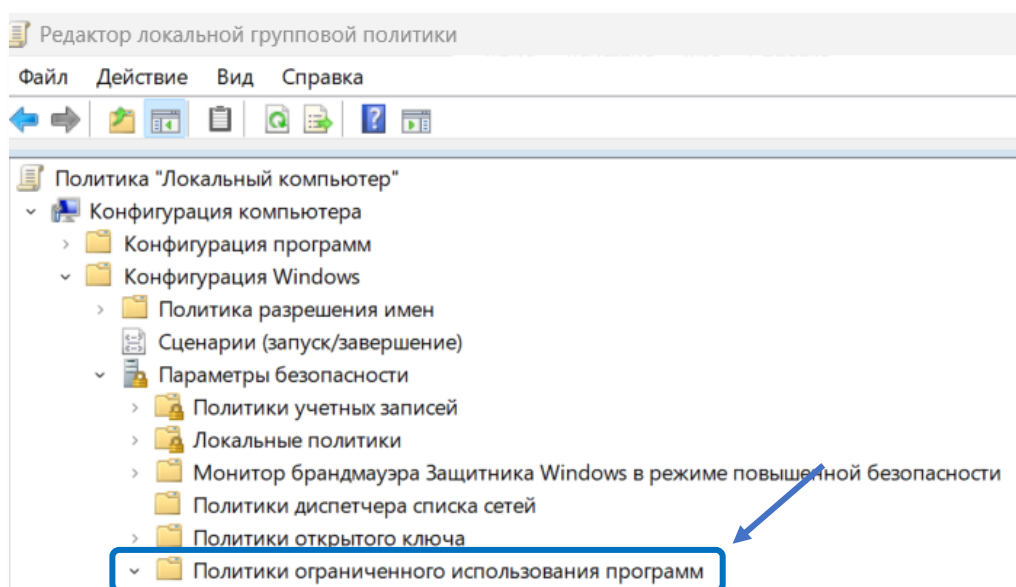 Редактор локальной групповой политики
Файл Действие Вид Справка
Политика "Локальный компьютер"
Конфигурация компьютера
Конфигурация программ
Конфигурация Windows
Политика разрешения имен
Сценарии (запуск/завершение)
Параметры безопасности
Политики учетных записей
Локальные политики
Монитор брандмауэра Защитника Windows в режиме повышенной безопасности
Политики диспетчера списка сетей
Политики открытого ключа
Политики ограниченного использования программ